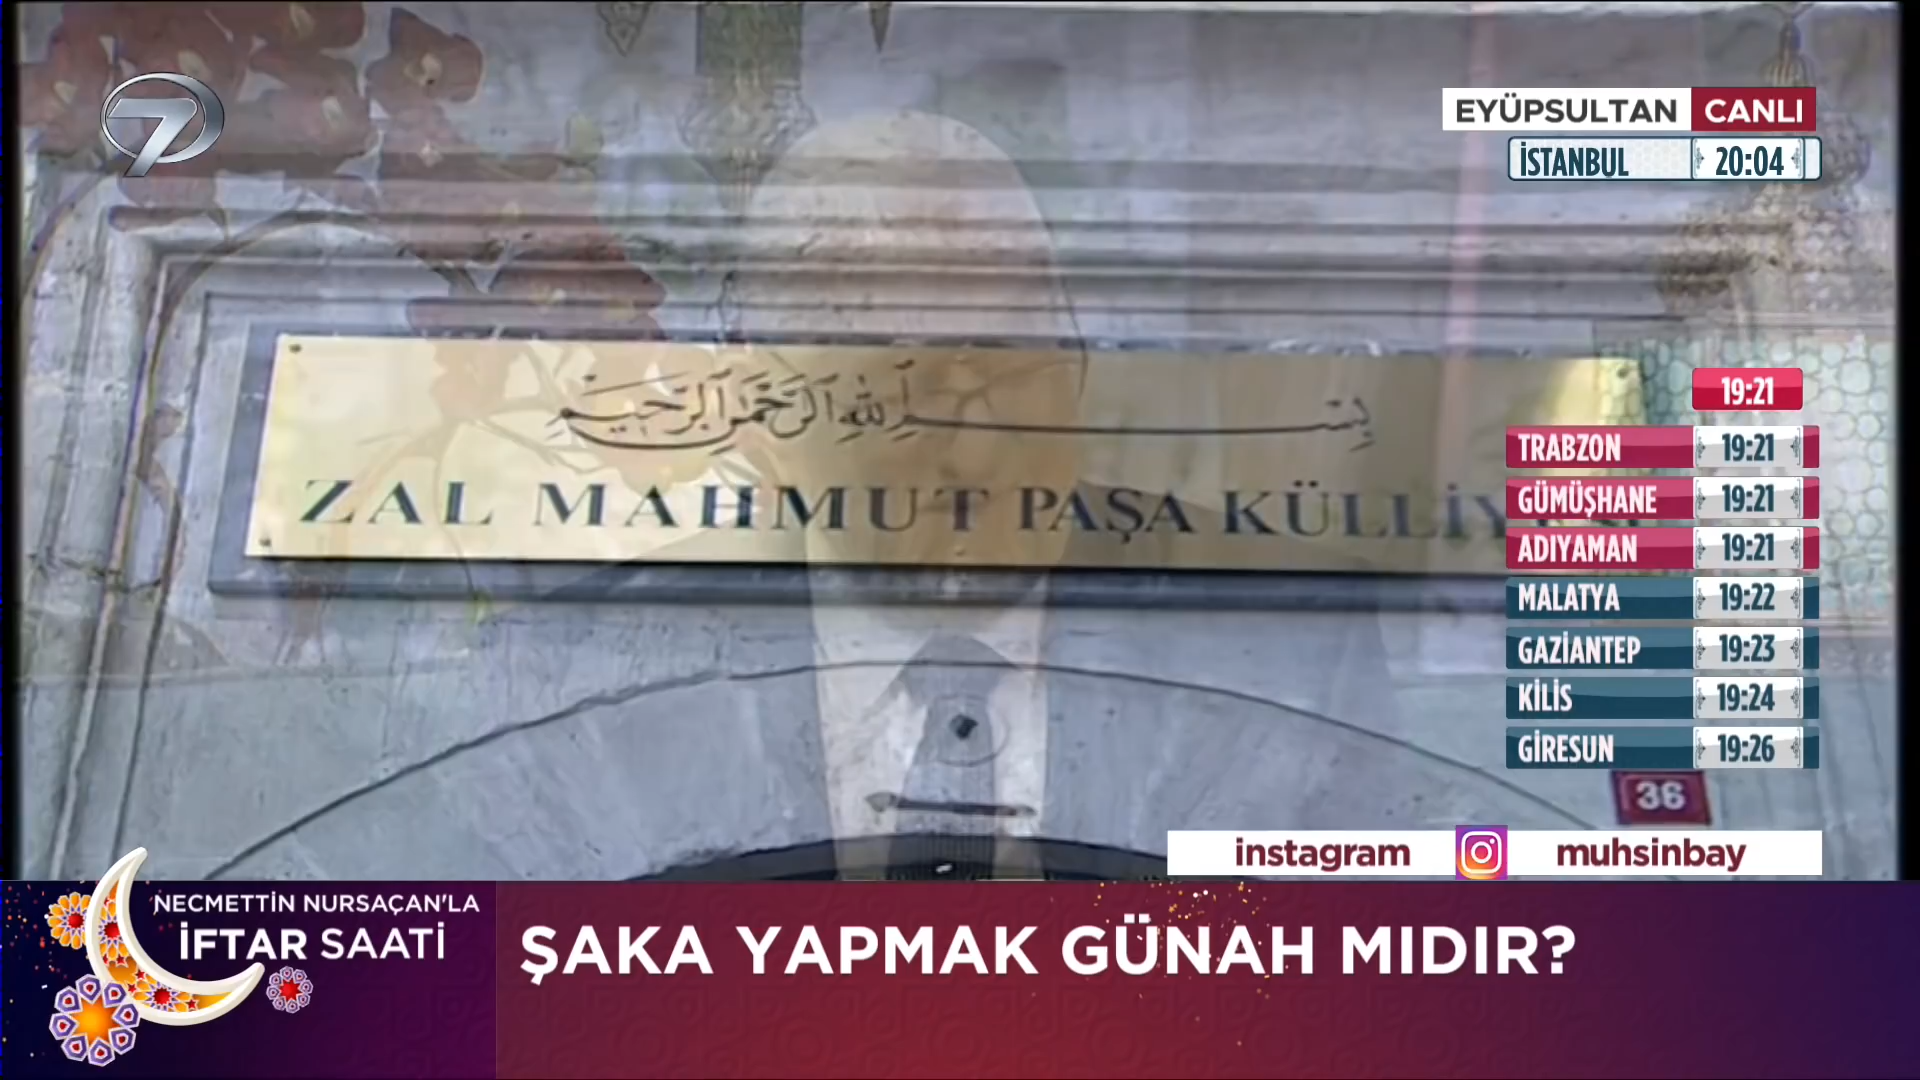 7
EYÜPSULTAN CANLI
İSTANBUL 20:04
بسم الله الرحمن الرحيم
ZAL MAHMUT PAŞA KÜLLİYESİ
19:21
TRABZON 19:21
GÜMÜŞHANE 19:21
ADIYAMAN 19:21
MALATYA 19:22
GAZİANTEP 19:23
KİLİS 19:24
GİRESUN 19:26
36
instagram muhsinbay
NECMETTİN NURSAÇAN'LA
İFTAR SAATİ
ŞAKA YAPMAK GÜNAH MIDIR?